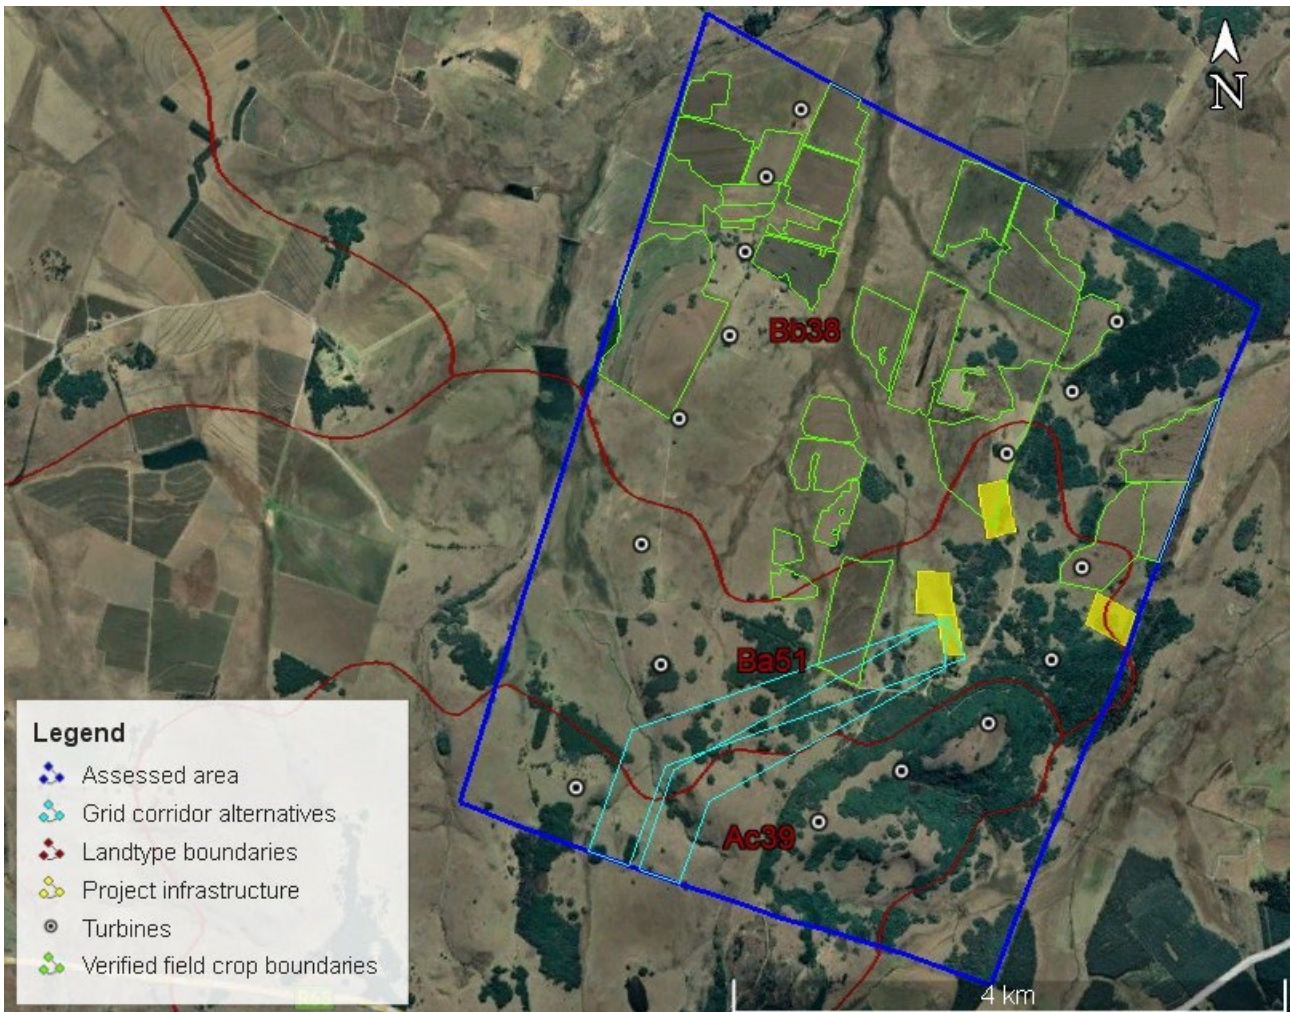 N
Bb38
Ba51
Ac39
Legend
Assessed area
Grid corridor alternatives
Landtype boundaries
Project infrastructure
Turbines
Verified field crop boundaries
4 km